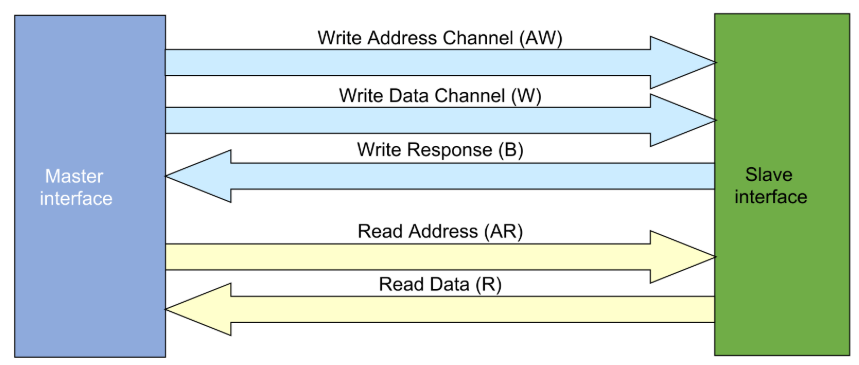 Write Address Channel (AW)
Write Data Channel (W)
Write Response (B)
Master
interface
Slave
interface
Read Address (AR)
Read Data (R)